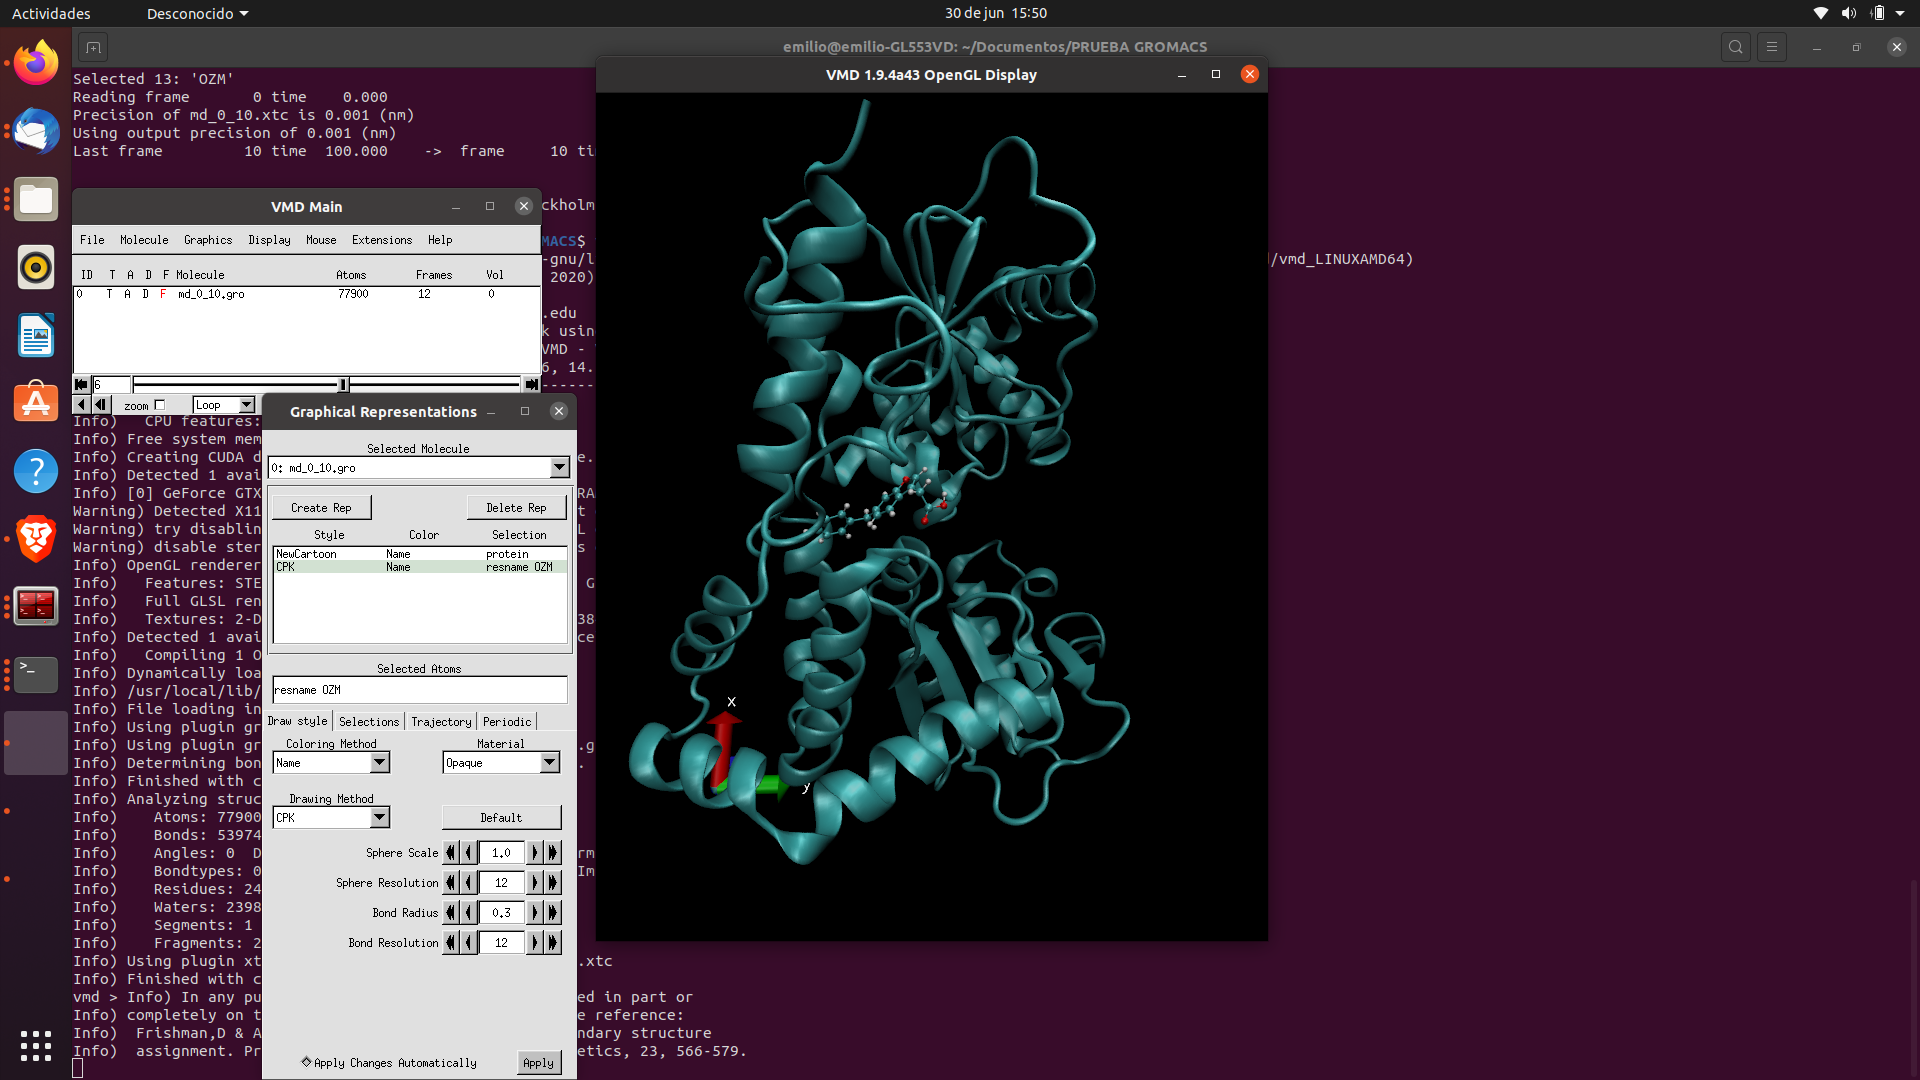 Actividades
Desconocido
30 de jun 15:50
emilio@emilio-GL553VD: ~/Documentos/PRUEBA GROMACS
Selected 13: 'OZM'
Reading frame 0 time 0.000
Precision of md_0_10.xtc is 0.001 (nm)
Using output precision of 0.001 (nm)
Last frame 10 time 100.000 -> frame 10 ti
ckholm
MACS$
-gnu/l
/vmd_LINUXAMD64)
2020)
.edu
k usin
VMD -
6, 14.
------
VMD Main
File Molecule Graphics Display Mouse Extensions Help
ID T A D F Molecule Atoms Frames Vol
0 T A D F md_0_10.gro 77900 12 0
6
zoom Loop
Info) CPU features:
Info) Free system mem
Info) Creating CUDA d e.
Info) Detected 1 avai
Info) [0] GeForce GTX RA
Warning) Detected X11 t
Warning) try disablin L
Warning) disable ster s
Info) OpenGL renderer
Info) Features: STE G
Info) Full GLSL ren
Info) Textures: 2-D 38
Info) Detected 1 avai ce
Info) Compiling 1 O
Info) Dynamically loa
Info) /usr/local/lib/
Info) File loading in
Info) Using plugin gr
Info) Using plugin gr .g
Info) Determining bon .
Info) Finished with c
Info) Analyzing struc
Info) Atoms: 77900
Info) Bonds: 53974
Info) Angles: 0 D rm
Info) Bondtypes: 0 Im
Info) Residues: 24
Info) Waters: 2398
Info) Segments: 1
Info) Fragments: 2
Info) Using plugin xt .xtc
Info) Finished with c
vmd > Info) In any pu ed in part or
Info) completely on t e reference:
Info) Frishman,D & A ndary structure
Info) assignment. Pr etics, 23, 566-579.
Graphical Representations
Selected Molecule
0: md_0_10.gro
Create Rep Delete Rep
Style Color Selection
NewCartoon Name protein
CPK Name resname OZM
Selected Atoms
resname OZM
Draw style Selections Trajectory Periodic
Coloring Method Material
Name Opaque
Drawing Method
CPK Default
Sphere Scale 1.0
Sphere Resolution 12
Bond Radius 0.3
Bond Resolution 12
Apply Changes Automatically Apply
VMD 1.9.4a43 OpenGL Display
x
y